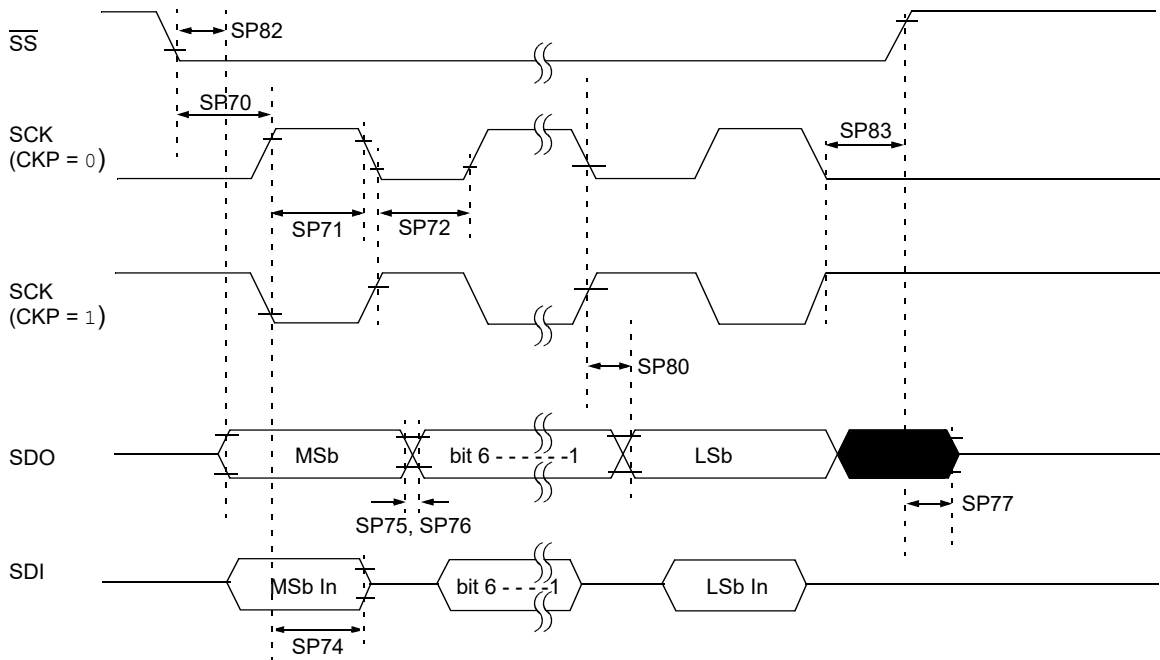 SS
SP82
SP70
SCK
(CKP = 0)
SP83
SP71
SP72
SCK
(CKP = 1)
SP80
SDO
MSb
bit 6 - - - - - -1
LSb
SP77
SP75, SP76
SDI
MSb In
bit 6 - - - -1
LSb In
SP74